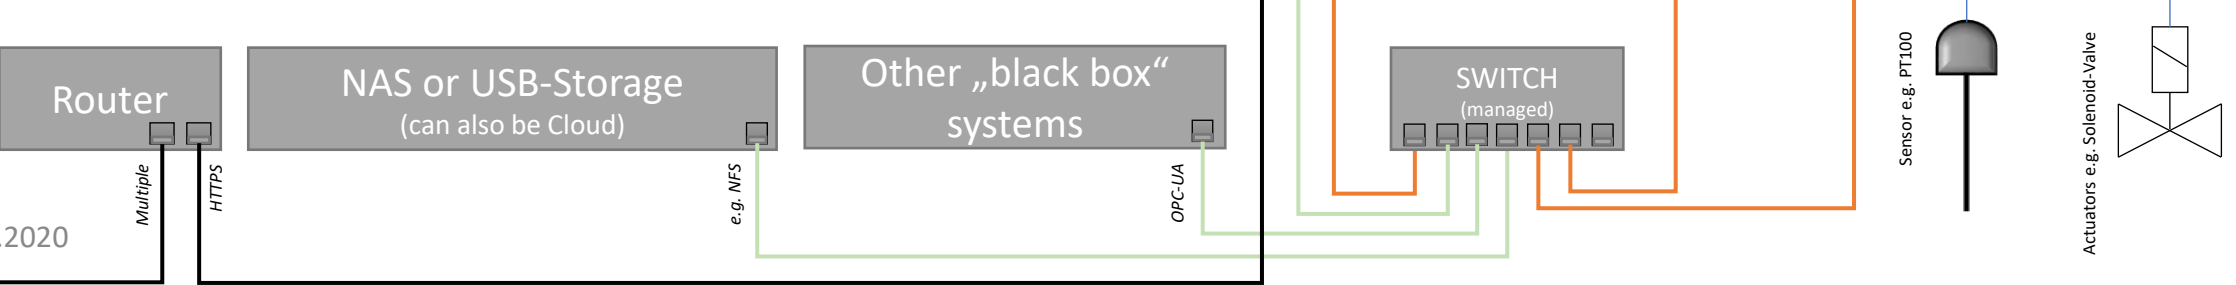 Router
NAS or USB-Storage
(can also be Cloud)
Other „black box“
systems
SWITCH
(managed)
Sensor e.g. PT100
Actuators e.g. Solenoid-Valve
Multiple
HTTPS
e.g. NFS
OPC-UA
.2020